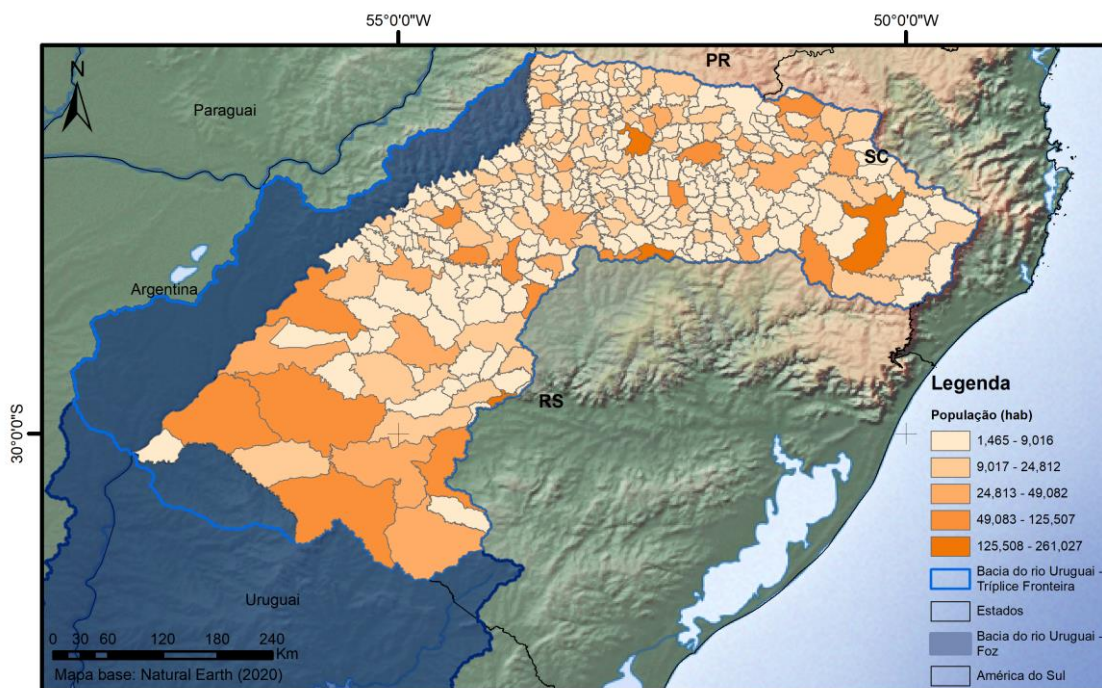 55°0'0"W
50°0'0"W
N
PR
Paraguai
SC
Argentina
30°0'0"S
RS
Uruguai
Legenda
População (hab)
1,465 - 9,016
9,017 - 24,812
24,813 - 49,082
49,083 - 125,507
125,508 - 261,027
Bacia do rio Uruguai -
Tríplice Fronteira
Estados
Bacia do rio Uruguai -
Foz
América do Sul
0 30 60 120 180 240
Km
Mapa base: Natural Earth (2020)